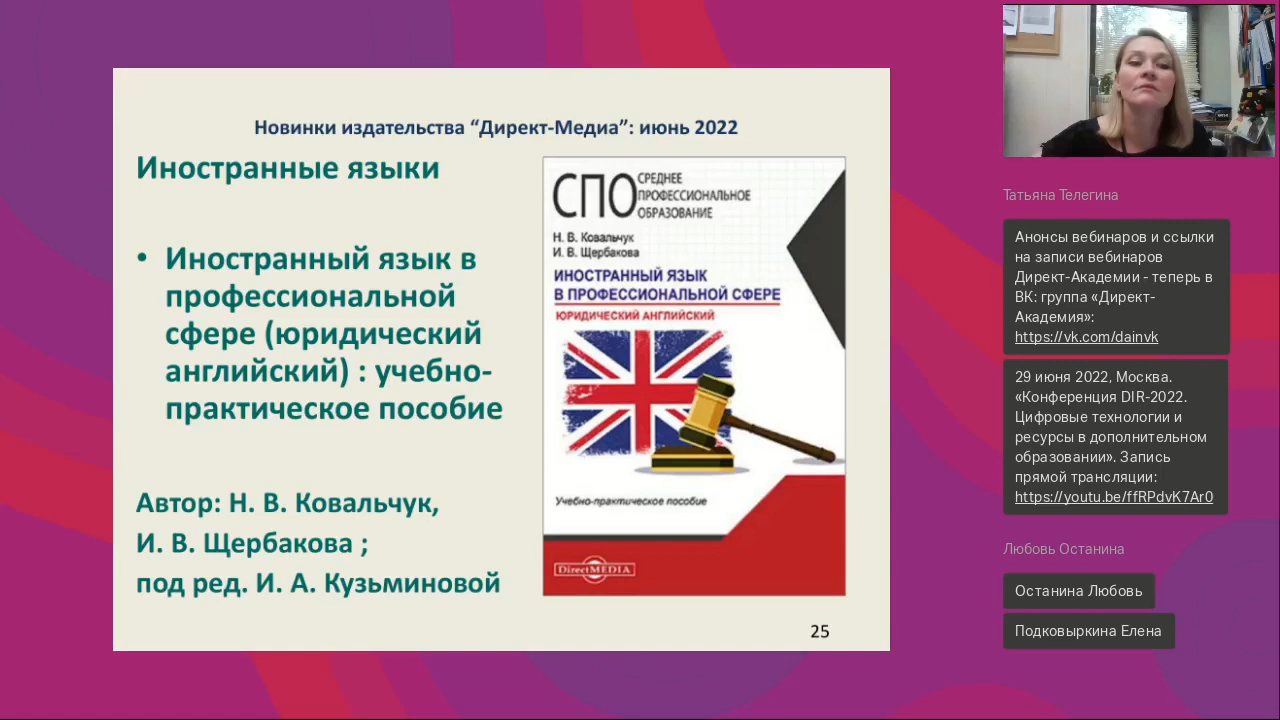 Новинки издательства “Директ-Медиа”: июнь 2022
Иностранные языки
• Иностранный язык в
профессиональной
сфере (юридический
английский) : учебно-
практическое пособие
Автор: Н. В. Ковальчук,
И. В. Щербакова ;
под ред. И. А. Кузьминовой
СПО СРЕДНЕЕ
ПРОФЕССИОНАЛЬНОЕ
ОБРАЗОВАНИЕ
Н. В. Ковальчук
И. В. Щербакова
ИНОСТРАННЫЙ ЯЗЫК
В ПРОФЕССИОНАЛЬНОЙ СФЕРЕ
ЮРИДИЧЕСКИЙ АНГЛИЙСКИЙ
Учебно-практическое пособие
DirectMEDIA
25
Татьяна Телегина
Анонсы вебинаров и ссылки
на записи вебинаров
Директ-Академии - теперь в
ВК: группа «Директ-
Академия»:
https://vk.com/dainvk
29 июня 2022, Москва.
«Конференция DIR-2022.
Цифровые технологии и
ресурсы в дополнительном
образовании». Запись
прямой трансляции:
https://youtu.be/ffRPdvK7Ar0
Любовь Останина
Останина Любовь
Подковыркина Елена